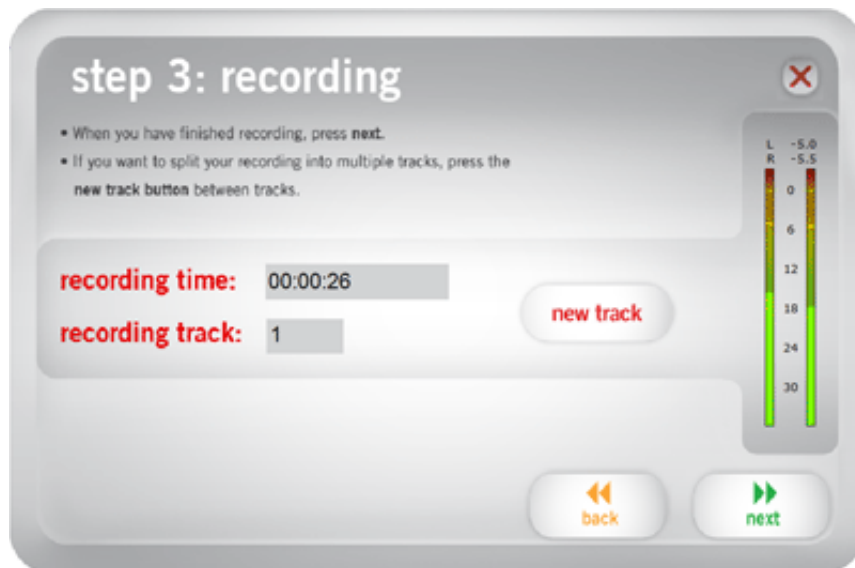 step 3: recording
• When you have finished recording, press next.
• If you want to split your recording into multiple tracks, press the
new track button between tracks.
L -5.0
R -5.5
0
6
12
18
24
30
recording time: 00:00:26
recording track: 1
new track
back
next